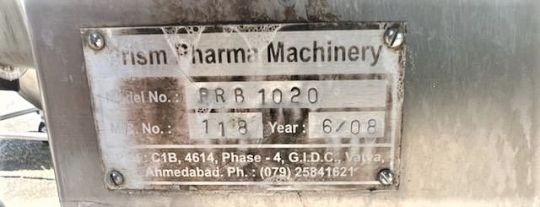 Prism Pharma Machinery
Model No.: PRB 1020
No.: 118 Year: 6/08
: C1B, 4614, Phase - 4, G.I.D.C., Vatva,
Ahmedabad. Ph. : (079) 25841621